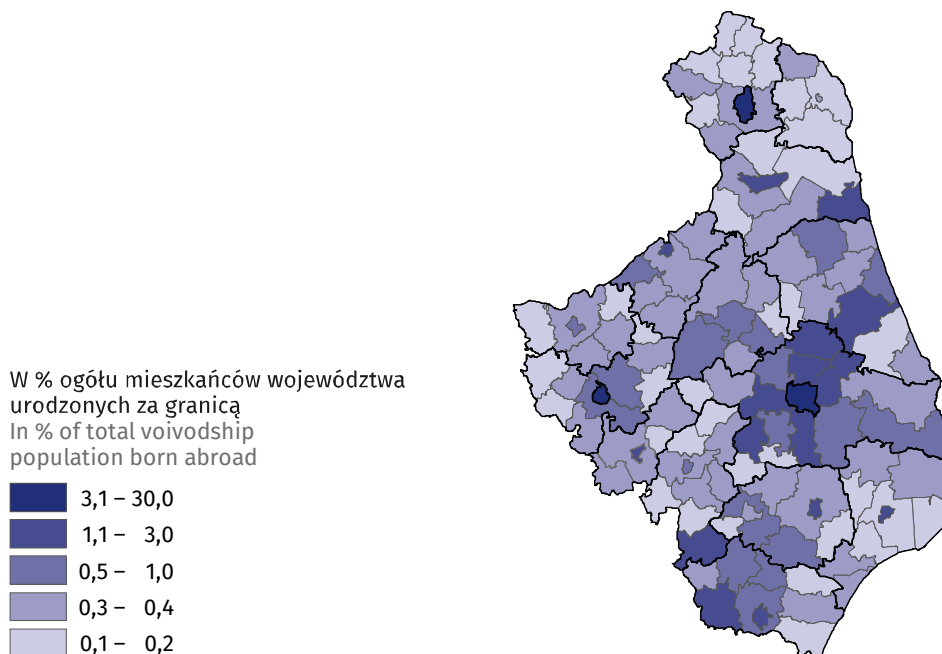 W % ogółu mieszkańców województwa
urodzonych za granicą
In % of total voivodship
population born abroad
3,1 – 30,0
1,1 – 3,0
0,5 – 1,0
0,3 – 0,4
0,1 – 0,2